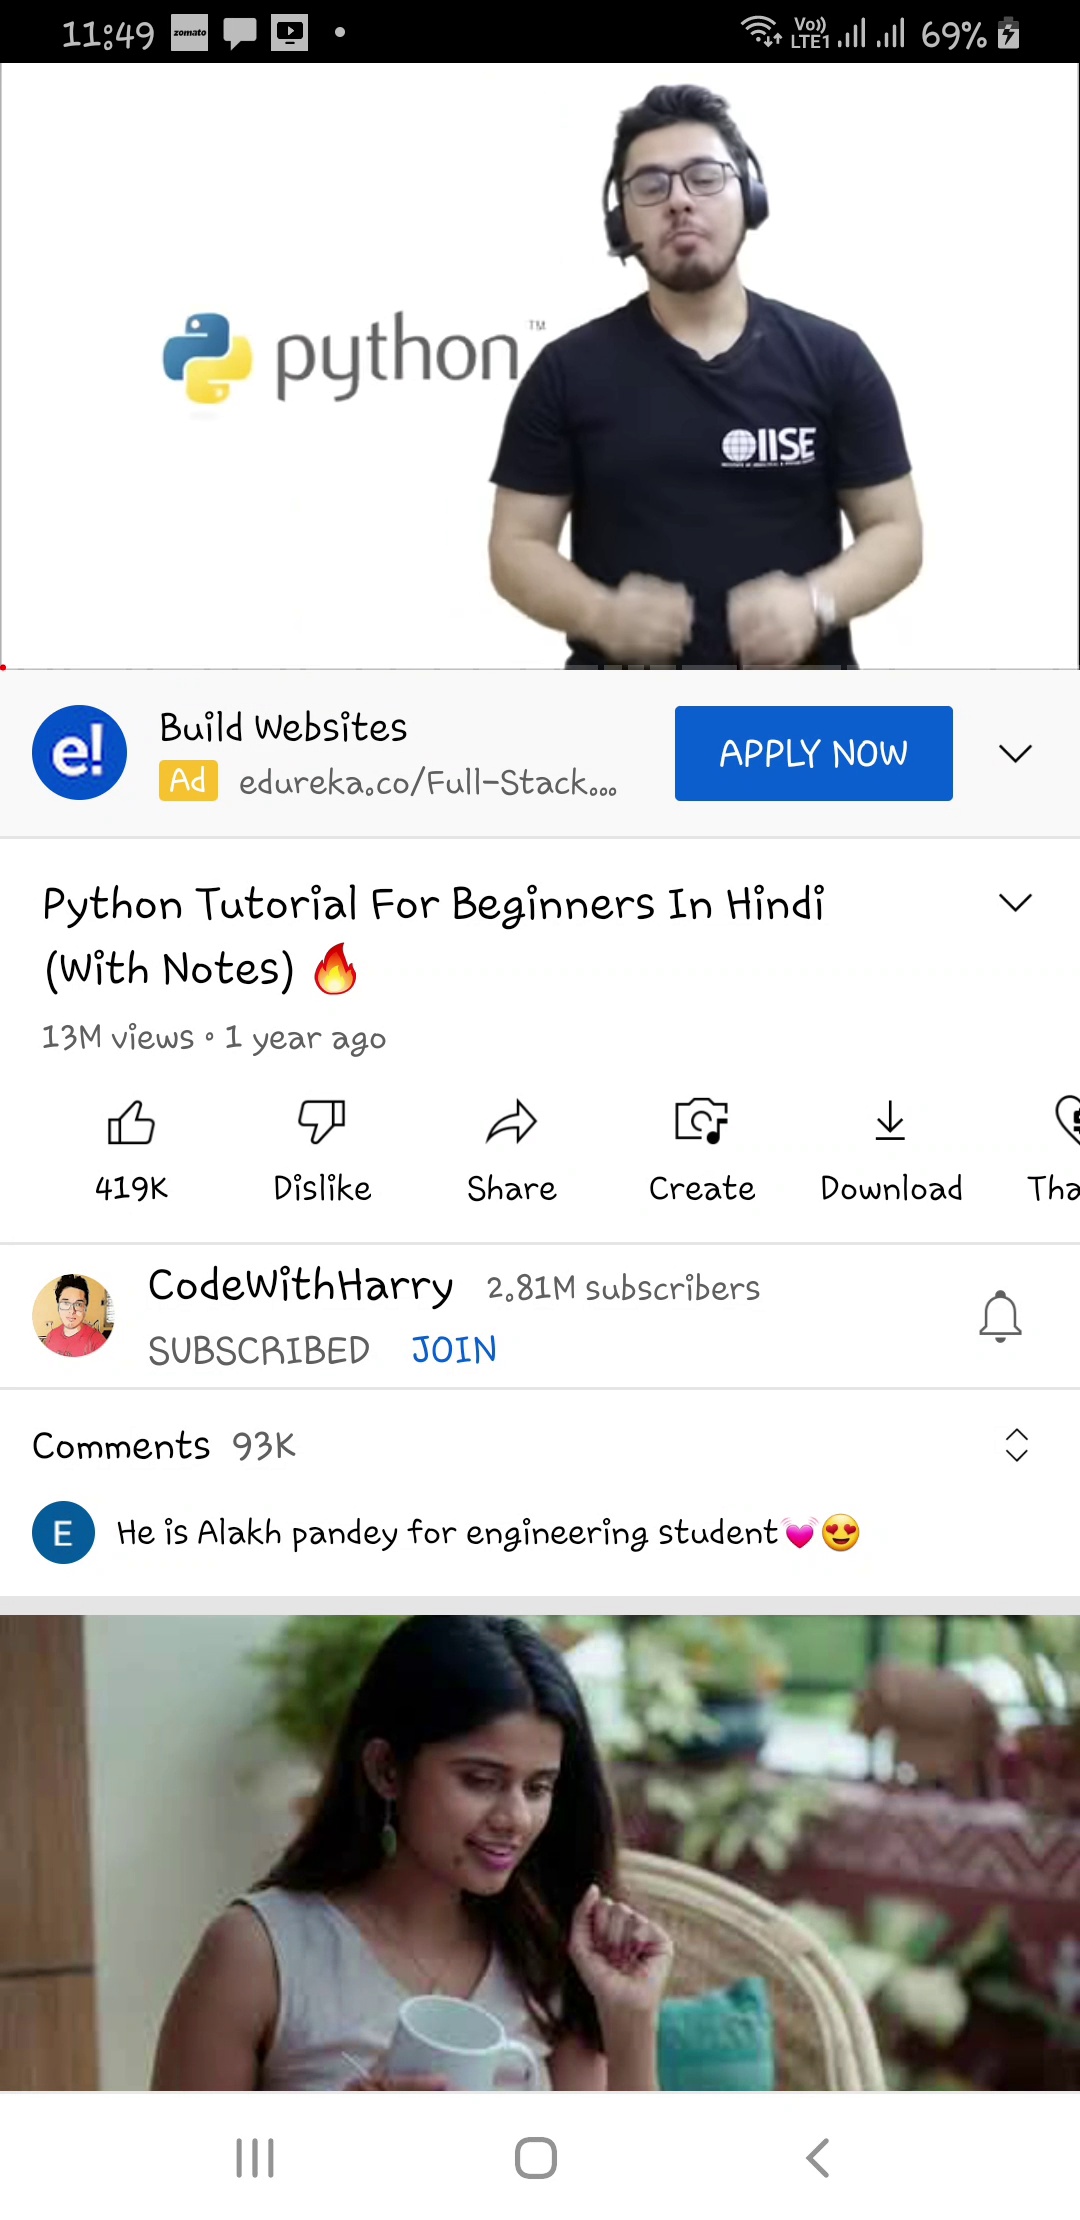 11:49 zomato Vo)) LTE1 69%
python™
IISE
e! Build Websites
Ad edureka.co/Full-Stack...
APPLY NOW
Python Tutorial For Beginners In Hindi
(With Notes) 🔥
13M views • 1 year ago
419K Dislike Share Create Download Tha
CodeWithHarry 2.81M subscribers
SUBSCRIBED JOIN
Comments 93K
E He is Alakh pandey for engineering student💓😍